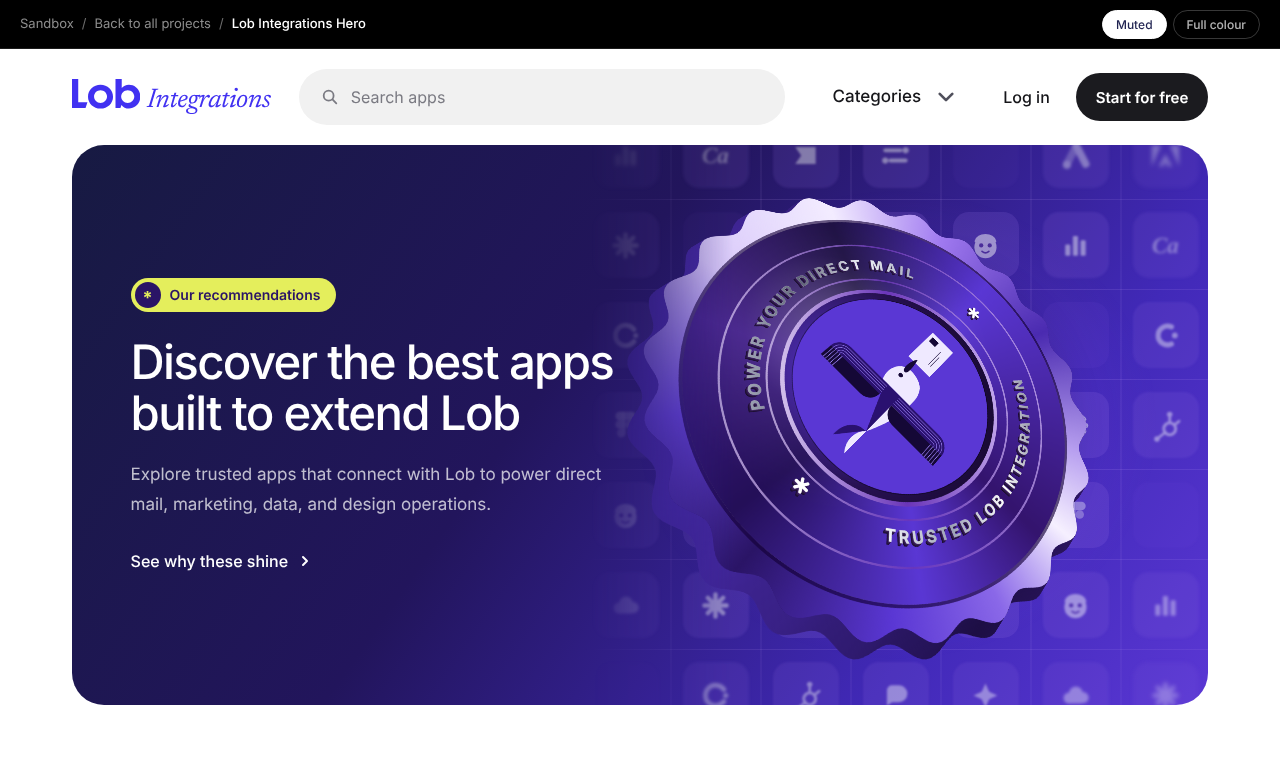 Sandbox / Back to all projects / Lob Integrations Hero
Muted
Full colour
Lob Integrations
Search apps
Categories
Log in
Start for free
Our recommendations
Discover the best apps
built to extend Lob
Explore trusted apps that connect with Lob to power direct
mail, marketing, data, and design operations.
See why these shine
POWER YOUR DIRECT MAIL
TRUSTED LOB INTEGRATION
Ca
Ca